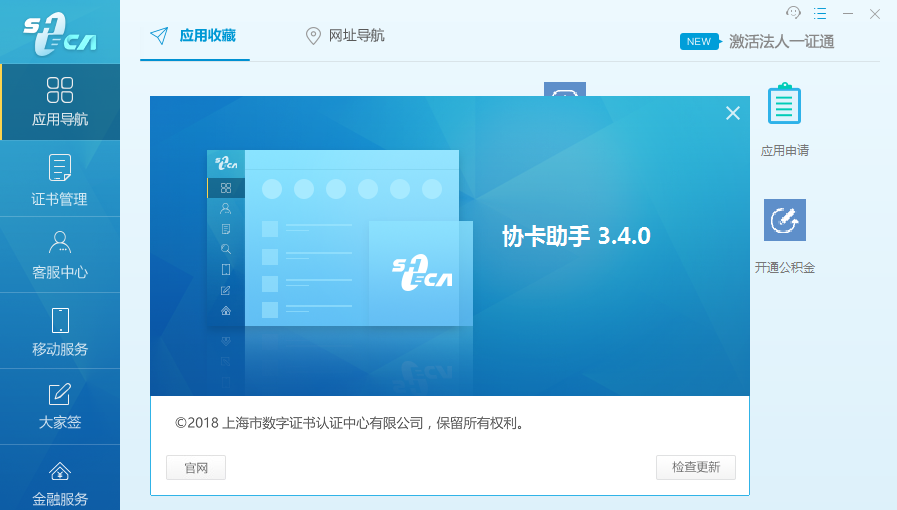 SheCA
应用收藏
网址导航
NEW
激活法人一证通
应用导航
证书管理
客服中心
移动服务
大家签
金融服务
应用申请
开通公积金
协卡助手 3.4.0
©2018 上海市数字证书认证中心有限公司，保留所有权利。
官网
检查更新